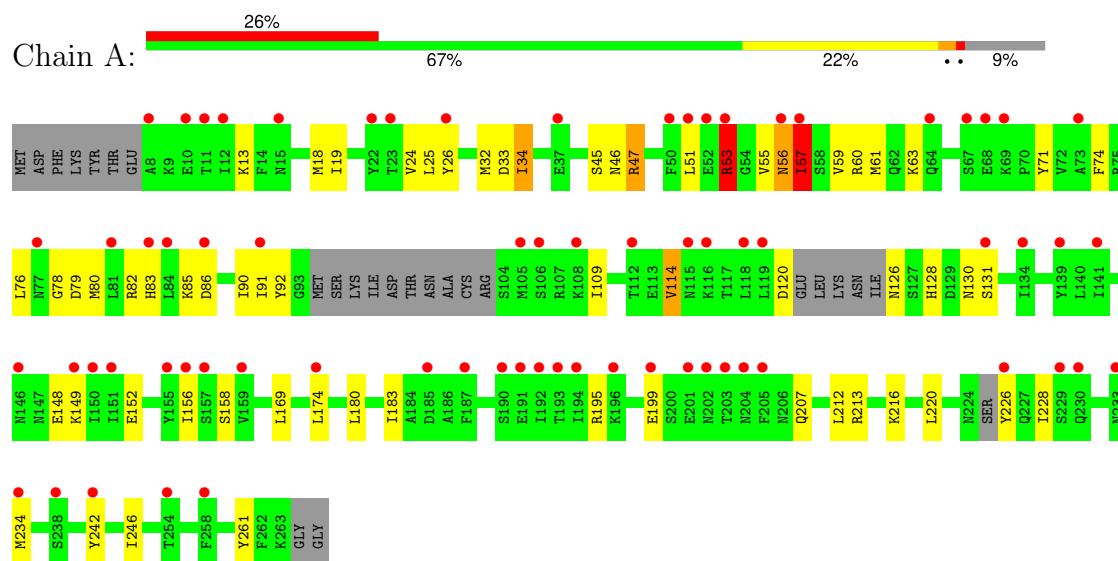 26%
Chain A:
67% 22% • • 9%
MET ASP PHE LYS TYR THR GLU A8 K9 E10 T11 I12 K13 F14 N15 M18 I19 Y22 T23 V24 L25 Y26 M32 D33 I34 E37 S45 N46 R47 F50 L51 E52 R53 G54 V55 N56 I57 S58 V59 R60 M61 Q62 K63 Q64 S67 E68 K69 P70 Y71 V72 A73 F74
L76 N77 G78 D79 M80 L81 R82 H83 L84 K85 D86 I90 I91 Y92 G93 MET SER LYS ILE ASP THR ASN ALA CYS ARG S104 M105 S106 R107 K108 I109 T112 E113 V114 N115 K116 T117 L118 L119 D120 GLU LEU LYS ASN ILE N126 S127 H128 D129 N130 S131 I134 Y139 L140 I141
N146 N147 E148 K149 I150 I151 E152 Y155 I156 S157 S158 V159 L169 L174 L180 I183 A184 D185 A186 F187 S190 E191 I192 T193 I194 R195 K196 E199 S200 E201 N202 T203 N204 F205 N206 Q207 L212 R213 K216 L220 N224 SER Y226 Q227 I228 S229 Q230
M234 S238 Y242 I246 T254 F258 Y261 F262 K263 GLY GLY